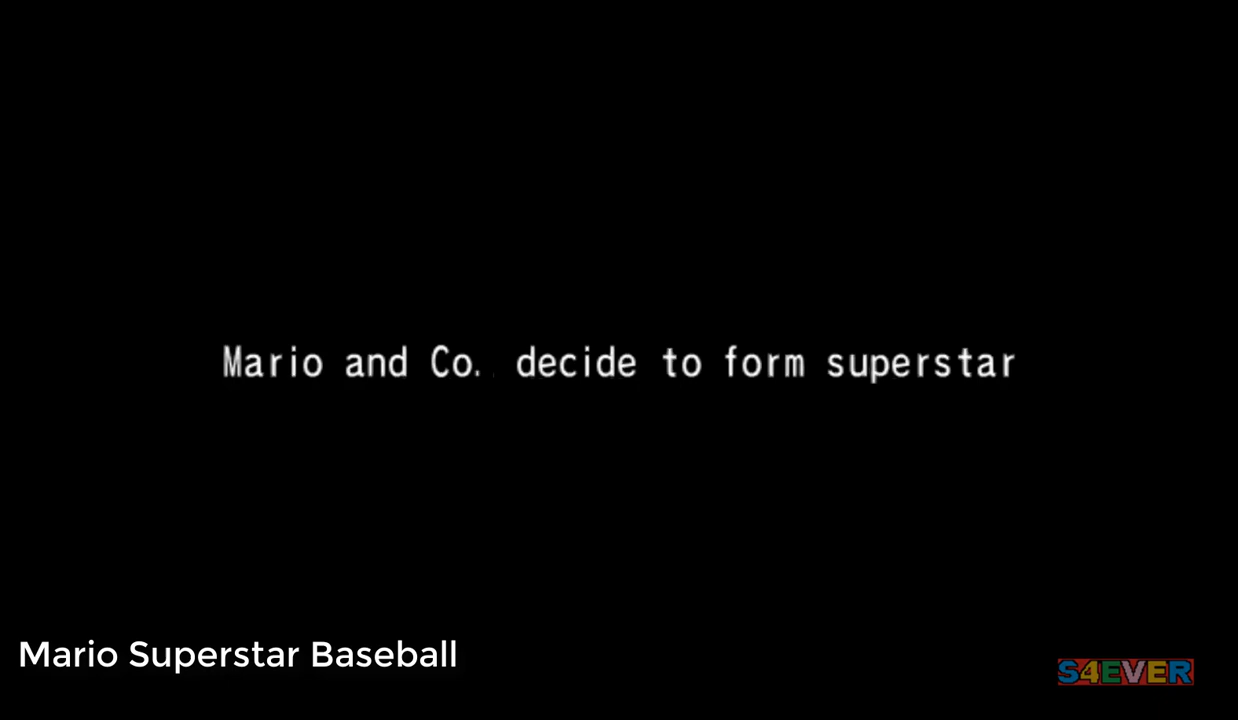 Mario and Co. decide to form superstar
Mario Superstar Baseball
S4EVER